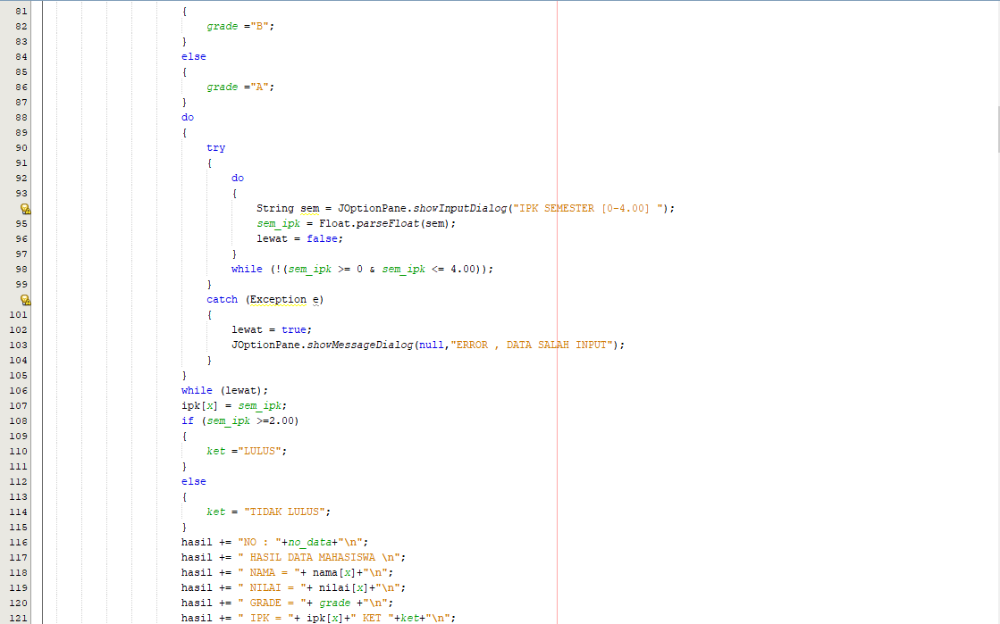 81 {
82 grade ="B";
83 }
84 else
85 {
86 grade ="A";
87 }
88 do
89 {
90 try
91 {
92 do
93 {
String sem = JOptionPane.showInputDialog("IPK SEMESTER [0-4.00] ");
95 sem_ipk = Float.parseFloat(sem);
96 lewat = false;
97 }
98 while (!(sem_ipk >= 0 & sem_ipk <= 4.00));
99 }
catch (Exception e)
101 {
102 lewat = true;
103 JOptionPane.showMessageDialog(null,"ERROR , DATA SALAH INPUT");
104 }
105 }
106 while (lewat);
107 ipk[x] = sem_ipk;
108 if (sem_ipk >=2.00)
109 {
110 ket ="LULUS";
111 }
112 else
113 {
114 ket = "TIDAK LULUS";
115 }
116 hasil += "NO : "+no_data+"\n";
117 hasil += " HASIL DATA MAHASISWA \n";
118 hasil += " NAMA = "+ nama[x]+"\n";
119 hasil += " NILAI = "+ nilai[x]+"\n";
120 hasil += " GRADE = "+ grade +"\n";
121 hasil += " IPK = "+ ipk[x]+" KET "+ket+"\n";